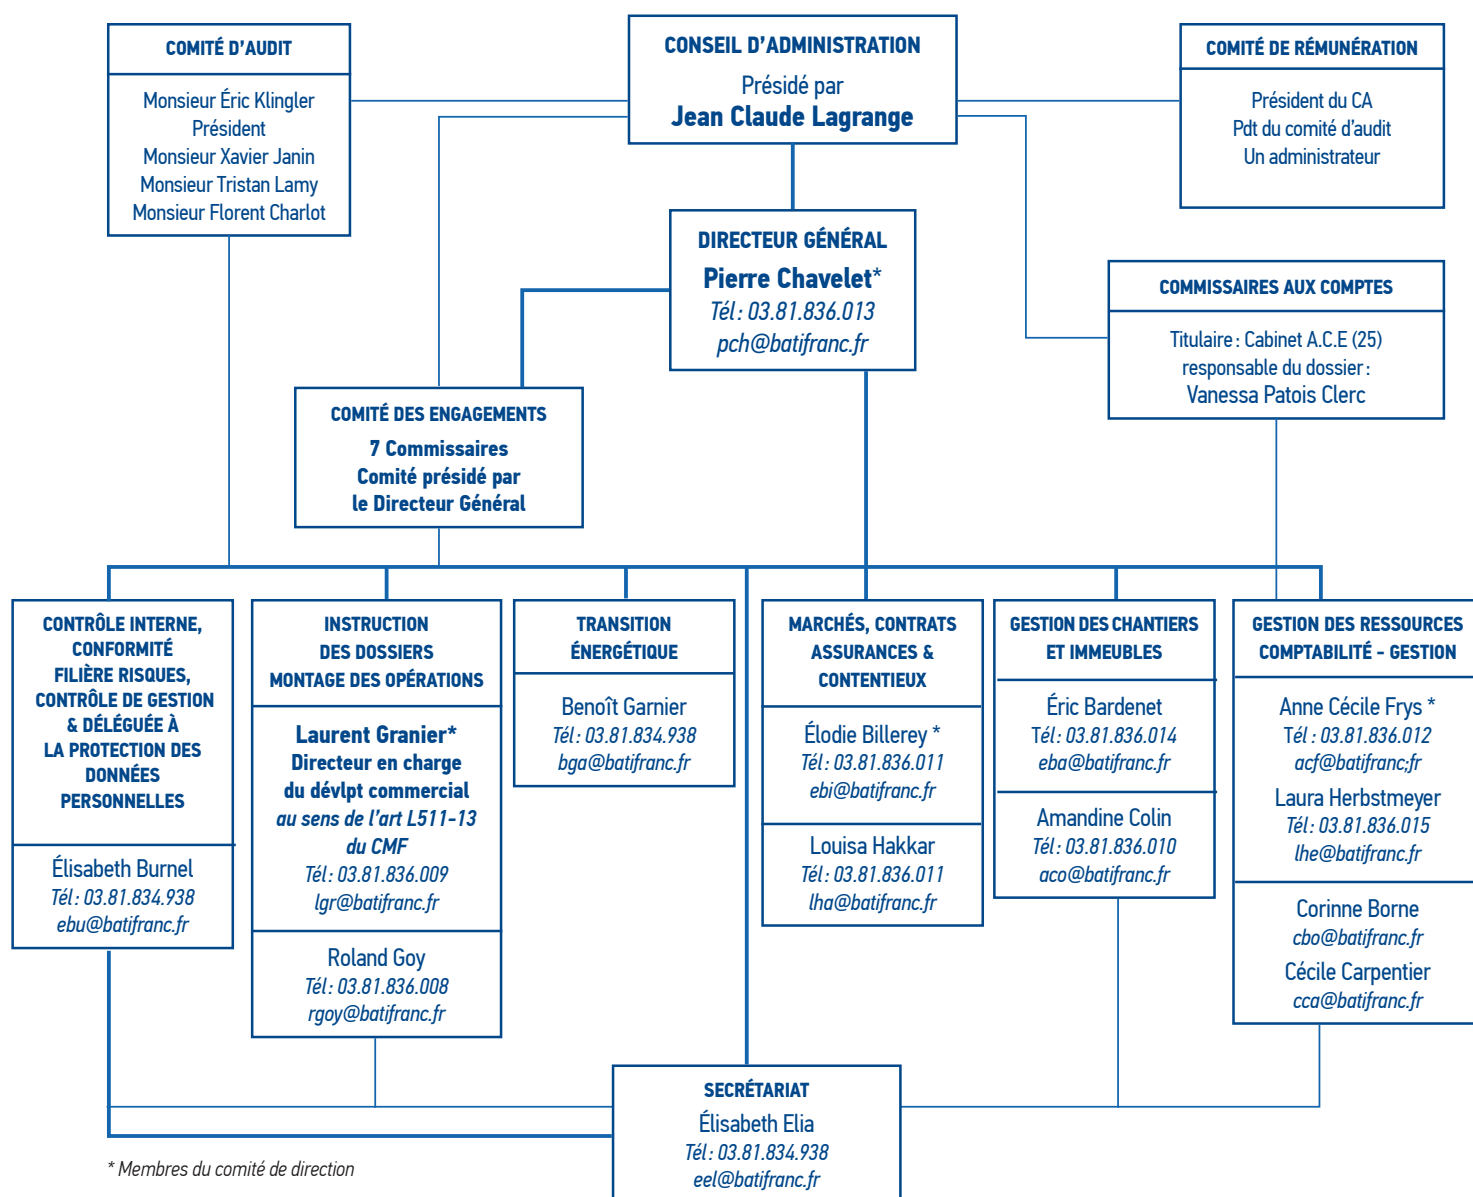 COMITÉ D'AUDIT
Monsieur Éric Klingler
Président
Monsieur Xavier Janin
Monsieur Tristan Lamy
Monsieur Florent Charlot
CONSEIL D'ADMINISTRATION
Présidé par
Jean Claude Lagrange
COMITÉ DE RÉMUNÉRATION
Président du CA
Pdt du comité d'audit
Un administrateur
DIRECTEUR GÉNÉRAL
Pierre Chavelet*
Tél : 03.81.836.013
pch@batifranc.fr
COMMISSAIRES AUX COMPTES
Titulaire : Cabinet A.C.E (25)
responsable du dossier :
Vanessa Patois Clerc
COMITÉ DES ENGAGEMENTS
7 Commissaires
Comité présidé par
le Directeur Général
CONTRÔLE INTERNE,
CONFORMITÉ
FILIÈRE RISQUES,
CONTRÔLE DE GESTION
& DÉLÉGUÉE À
LA PROTECTION DES
DONNÉES
PERSONNELLES
Élisabeth Burnel
Tél : 03.81.834.938
ebu@batifranc.fr
INSTRUCTION
DES DOSSIERS
MONTAGE DES OPÉRATIONS
Laurent Granier*
Directeur en charge
du dévlpt commercial
au sens de l'art L511-13
du CMF
Tél : 03.81.836.009
lgr@batifranc.fr
Roland Goy
Tél : 03.81.836.008
rgoy@batifranc.fr
TRANSITION
ÉNERGÉTIQUE
Benoît Garnier
Tél : 03.81.834.938
bga@batifranc.fr
MARCHÉS, CONTRATS
ASSURANCES &
CONTENTIEUX
Élodie Billerey *
Tél : 03.81.836.011
ebi@batifranc.fr
Louisa Hakkar
Tél : 03.81.836.011
lha@batifranc.fr
GESTION DES CHANTIERS
ET IMMEUBLES
Éric Bardenet
Tél : 03.81.836.014
eba@batifranc.fr
Amandine Colin
Tél : 03.81.836.010
aco@batifranc.fr
GESTION DES RESSOURCES
COMPTABILITÉ - GESTION
Anne Cécile Frys *
Tél : 03.81.836.012
acf@batifranc;fr
Laura Herbstmeyer
Tél : 03.81.836.015
lhe@batifranc.fr
Corinne Borne
cbo@batifranc.fr
Cécile Carpentier
cca@batifranc.fr
SECRÉTARIAT
Élisabeth Elia
Tél : 03.81.834.938
eel@batifranc.fr
* Membres du comité de direction